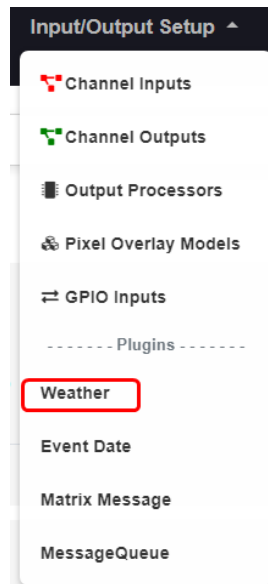 Input/Output Setup
Channel Inputs
Channel Outputs
Output Processors
Pixel Overlay Models
GPIO Inputs
------- Plugins -------
Weather
Event Date
Matrix Message
MessageQueue